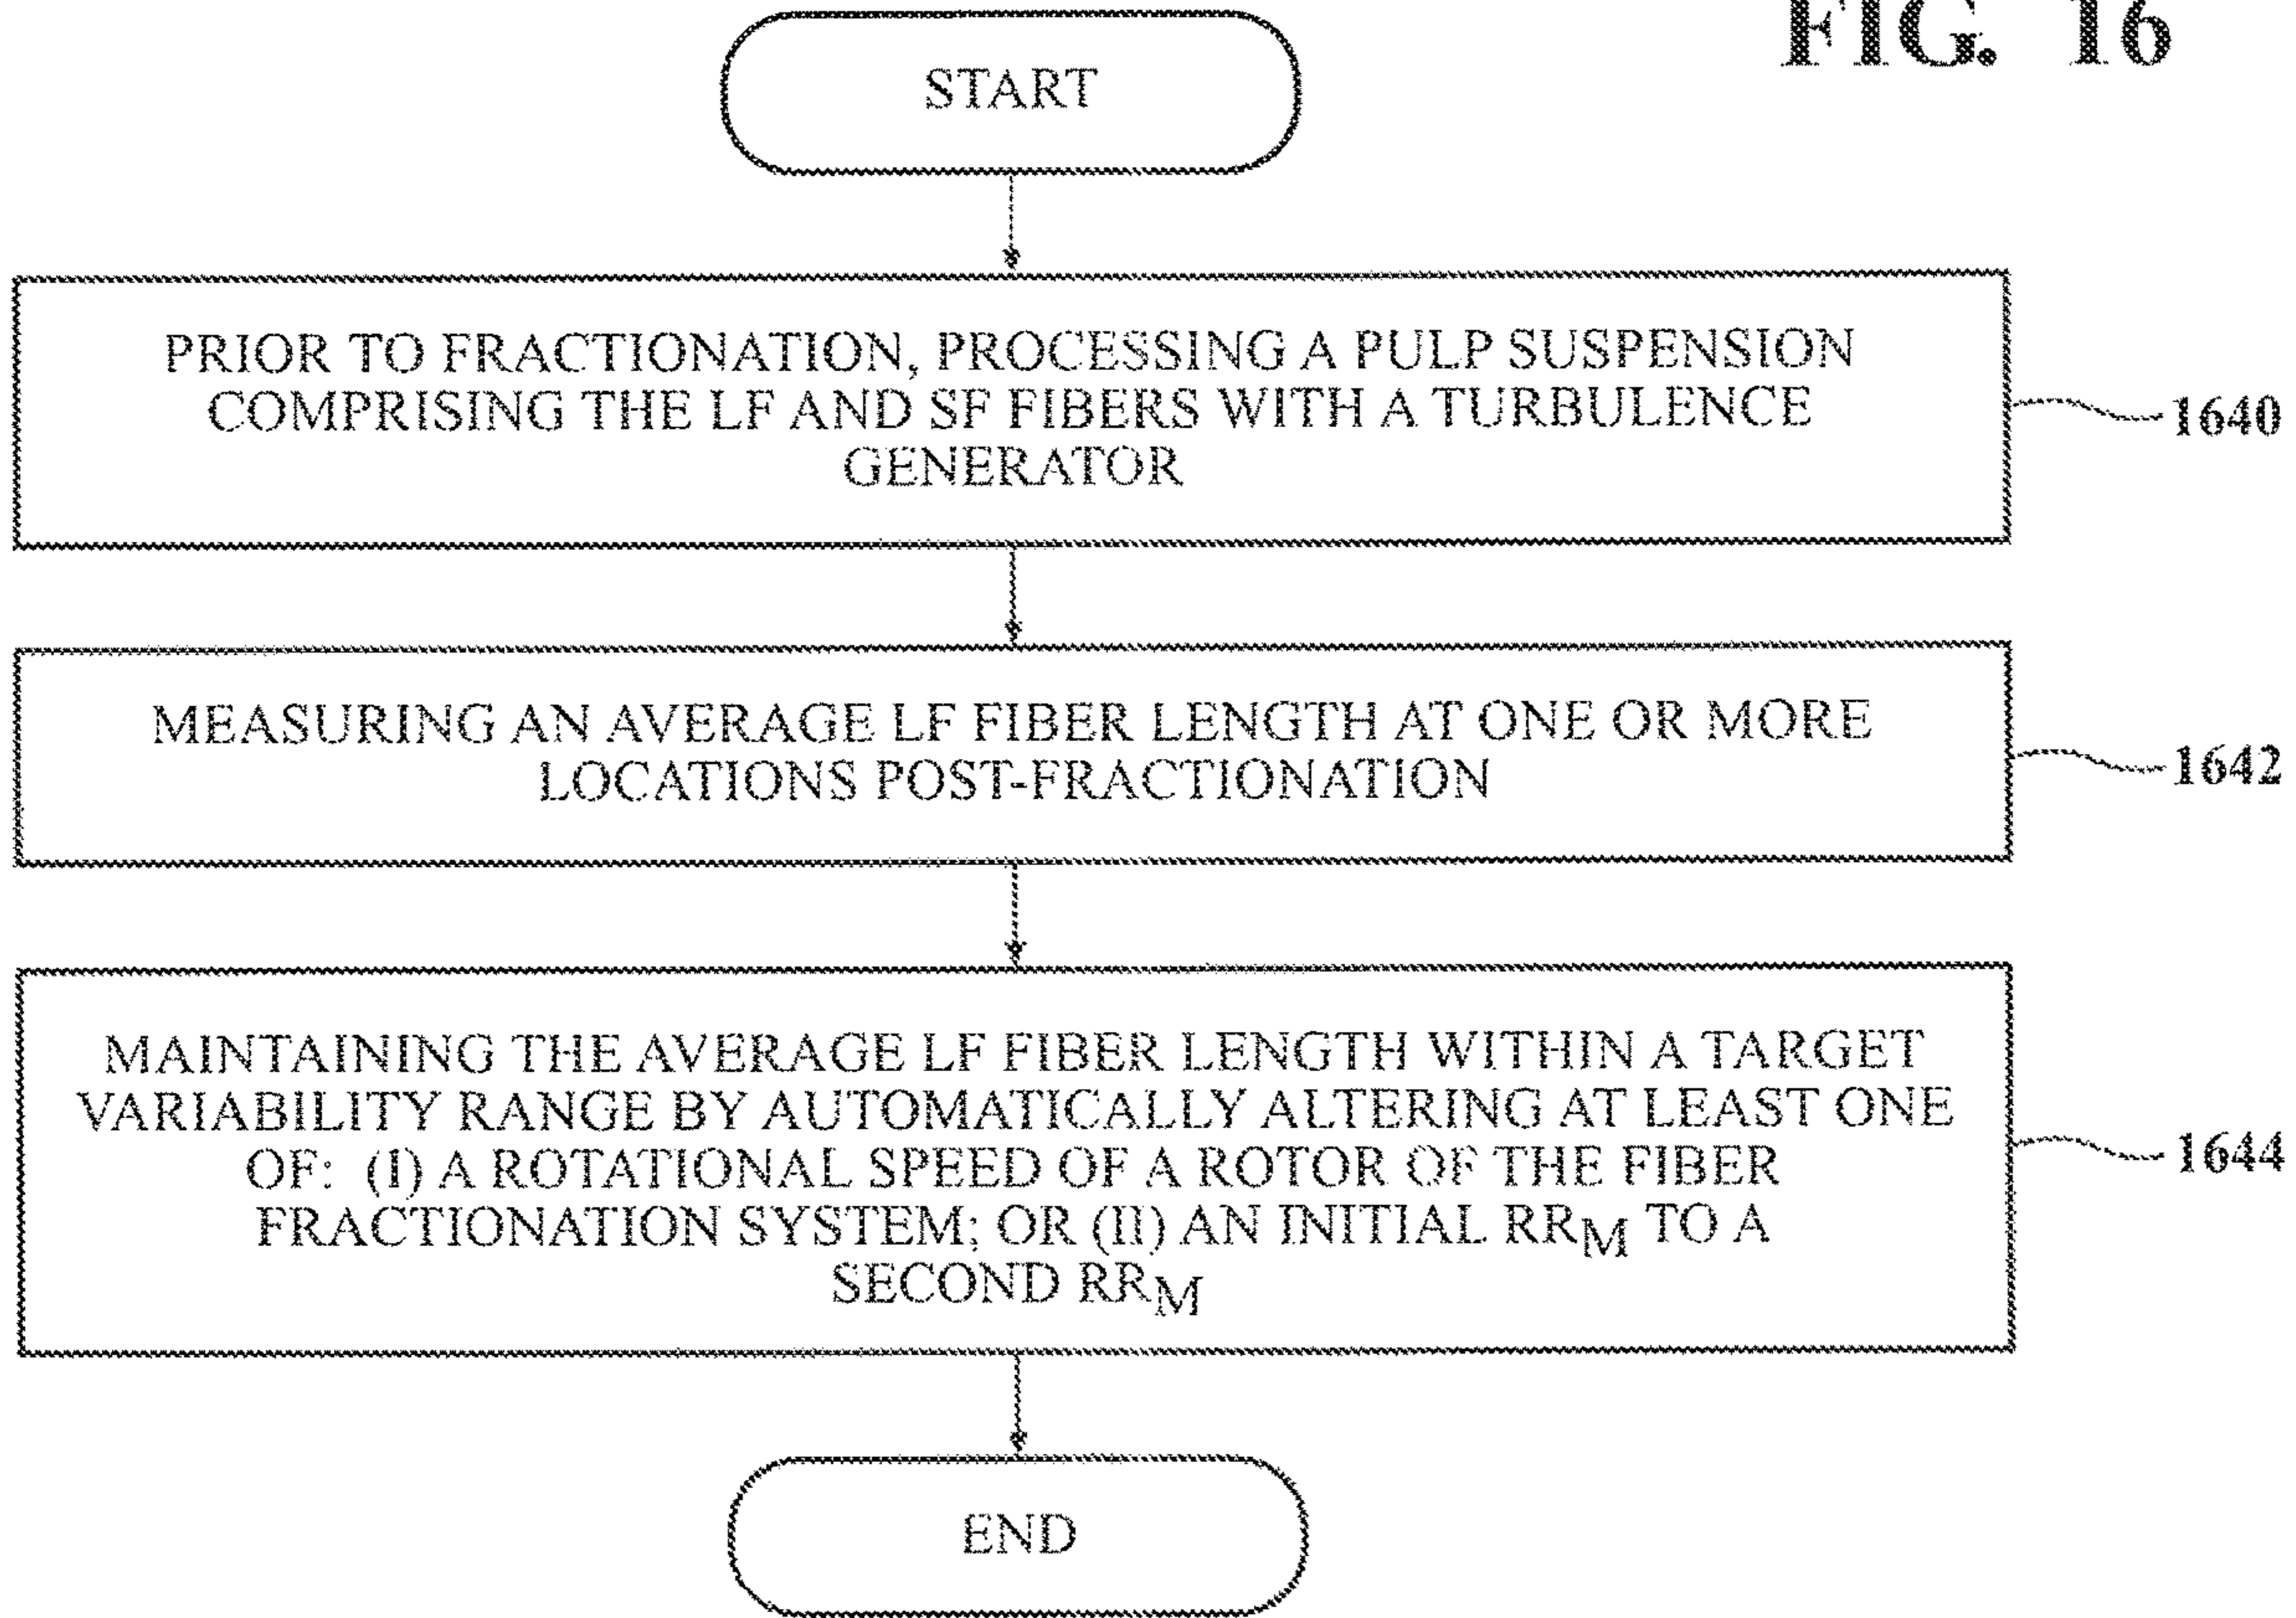 FIG. 16
START
PRIOR TO FRACTIONATION, PROCESSING A PULP SUSPENSION
COMPRISING THE LF AND SF FIBERS WITH A TURBULENCE
GENERATOR
1640
MEASURING AN AVERAGE LF FIBER LENGTH AT ONE OR MORE
LOCATIONS POST-FRACTIONATION
1642
MAINTAINING THE AVERAGE LF FIBER LENGTH WITHIN A TARGET
VARIABILITY RANGE BY AUTOMATICALLY ALTERING AT LEAST ONE
OF: (I) A ROTATIONAL SPEED OF A ROTOR OF THE FIBER
FRACTIONATION SYSTEM; OR (II) AN INITIAL RRM TO A
SECOND RRM
1644
END